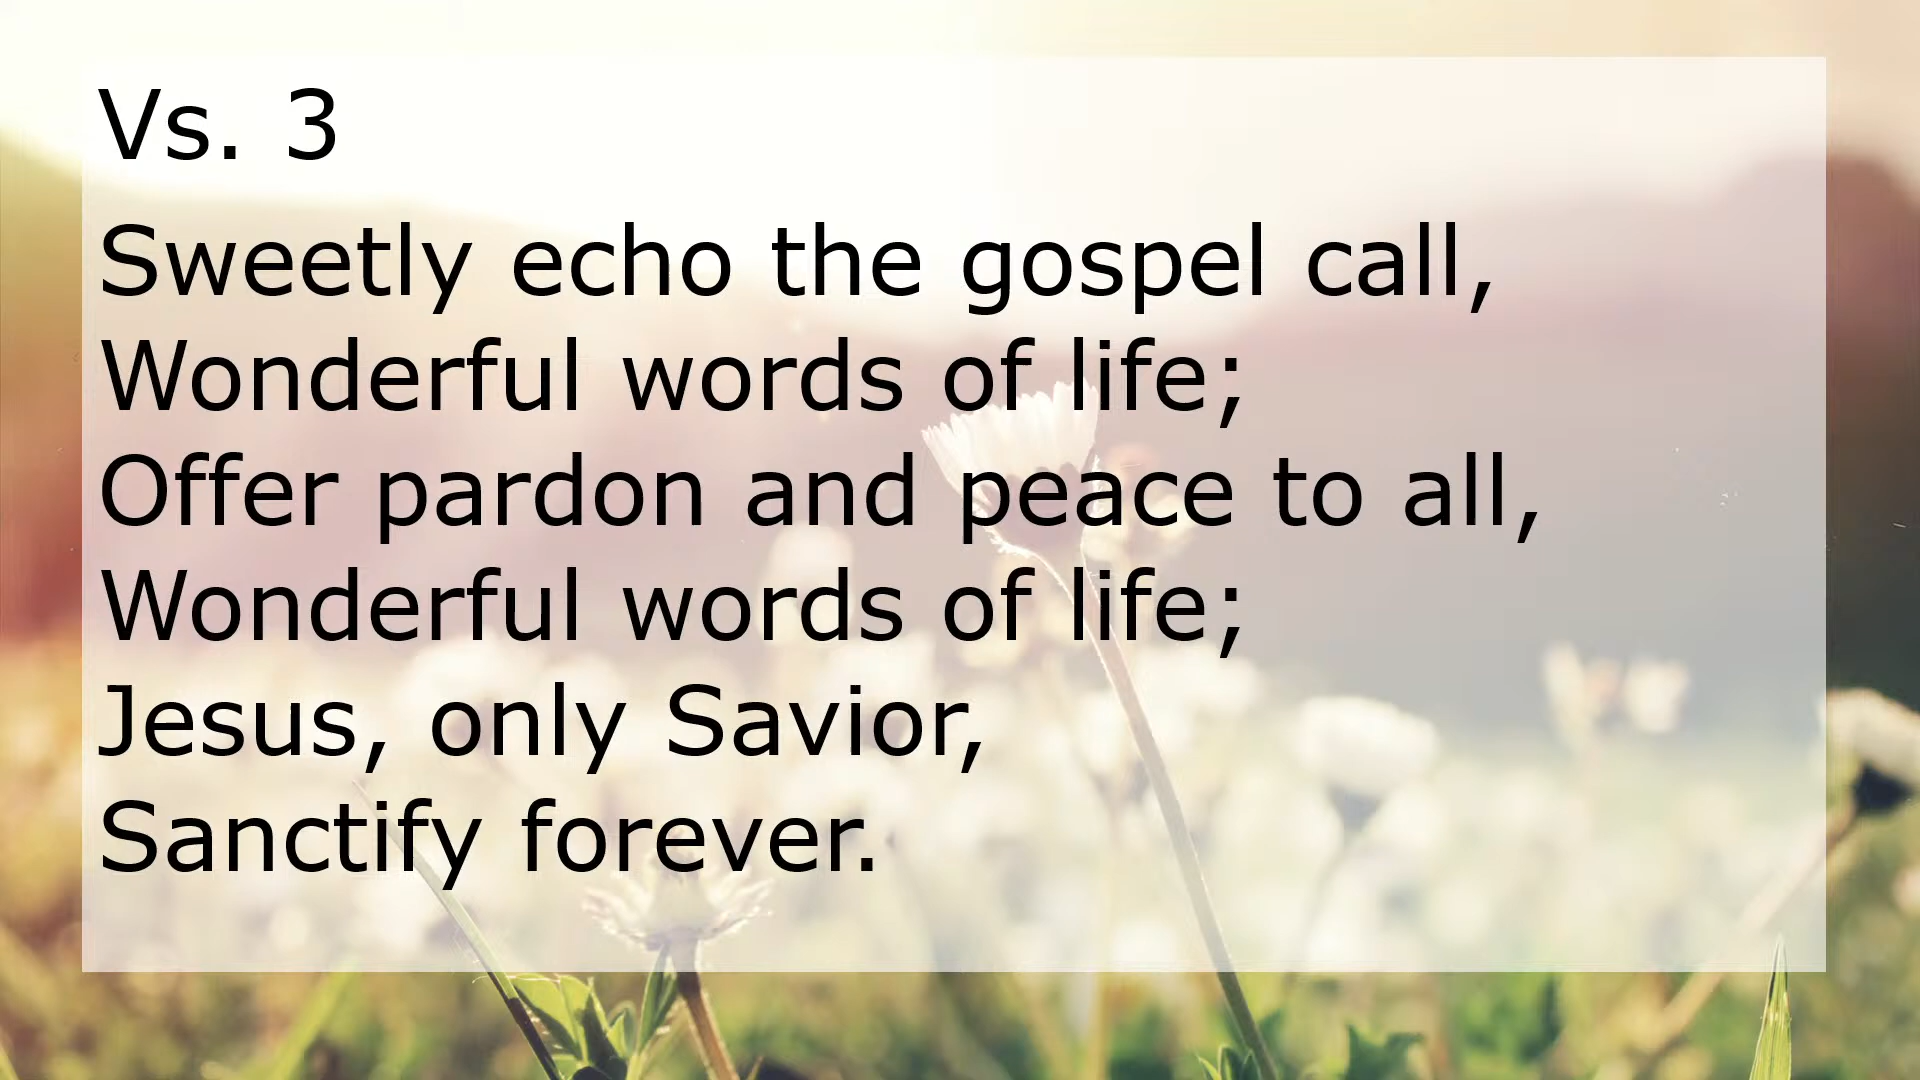 Vs. 3
Sweetly echo the gospel call,
Wonderful words of life;
Offer pardon and peace to all,
Wonderful words of life;
Jesus, only Savior,
Sanctify forever.